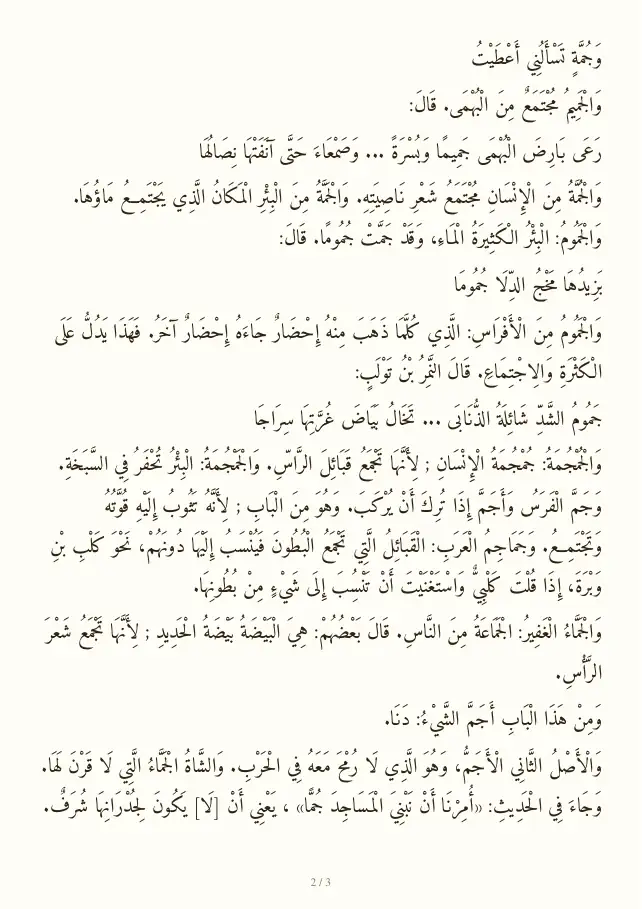 وَجُمَّةٍ تَسْأَلُنِي أَعْطَيْتُ
وَالْجَمِيمُ مُجْتَمَعٌ مِنَ الْبُهْمَى. قَالَ:
رَعَى بَارِضَ الْبُهْمَى جَمِيمًا وَبُسْرَةً ... وَصَمْعَاءَ حَتَّى آنَفَتْهَا نِصَالُهَا
وَالْجُمَّةُ مِنَ الْإِنْسَانِ مُجْتَمَعُ شَعْرِ نَاصِيَتِهِ. وَالْجَمَّةُ مِنَ الْبِئْرِ الْمَكَانُ الَّذِي يَجْتَمِعُ مَاؤُهَا.
وَالْجَمُومُ: الْبِئْرُ الْكَثِيرَةُ الْمَاءِ، وَقَدْ جَمَّتْ جُمُومًا. قَالَ:
يَزِيدُهَا مَخْجُ الدِّلَا جُمُومَا
وَالْجَمُومُ مِنَ الْأَفْرَاسِ: الَّذِي كُلَّمَا ذَهَبَ مِنْهُ إِحْضَارٌ جَاءَهُ إِحْضَارٌ آخَرُ. فَهَذَا يَدُلُّ عَلَى
الْكَثْرَةِ وَالِاجْتِمَاعِ. قَالَ النَّمِرُ بْنُ تَوْلَبٍ:
جَمُومُ الشَّدِّ شَائِلَةُ الذُّنَابَى ... تَخَالُ بَيَاضَ غُرَّتِهَا سِرَاجَا
وَالْجُمْجُمَةُ: جُمْجُمَةُ الْإِنْسَانِ ; لِأَنَّهَا تَجْمَعُ قَبَائِلَ الرَّاسِّ. وَالْجَمْجُمَةُ: الْبِئْرُ تُحْفَرُ فِي السَّبَخَةِ.
وَجَمَّ الْفَرَسُ وَأَجَمَّ إِذَا تُرِكَ أَنْ يُرْكَبَ. وَهُوَ مِنَ الْبَابِ ; لِأَنَّهُ تَثُوبُ إِلَيْهِ قُوَّتُهُ
وَتَجْتَمِعُ. وَجَمَاجِمُ الْعَرَبِ: الْقَبَائِلُ الَّتِي تَجْمَعُ الْبُطُونَ فَيُنْسَبُ إِلَيْهَا دُونَهُمْ، نَحْوَ كَلْبِ بْنِ
وَبْرَةَ، إِذَا قُلْتَ كَلْبِيٌّ وَاسْتَغْنَيْتَ أَنْ تَنْسُبَ إِلَى شَيْءٍ مِنْ بُطُونِهَا.
وَالْجَمَّاءُ الْغَفِيرُ: الْجَمَاعَةُ مِنَ النَّاسِ. قَالَ بَعْضُهُمْ: هِيَ الْبَيْضَةُ بَيْضَةُ الْحَدِيدِ ; لِأَنَّهَا تَجْمَعُ شَعْرَ
الرَّأْسِ.
وَمِنْ هَذَا الْبَابِ أَجَمَّ الشَّيْءُ: دَنَا.
وَالْأَصْلُ الثَّانِي الْأَجَمُّ، وَهُوَ الَّذِي لَا رُمْحَ مَعَهُ فِي الْحَرْبِ. وَالشَّاةُ الْجَمَّاءُ الَّتِي لَا قَرْنَ لَهَا.
وَجَاءَ فِي الْحَدِيثِ: «أُمِرْنَا أَنْ نَبْنِيَ الْمَسَاجِدَ جُمًّا» ، يَعْنِي أَنْ [لَا] يَكُونَ لِجُدْرَانِهَا شُرَفٌ.
2 / 3